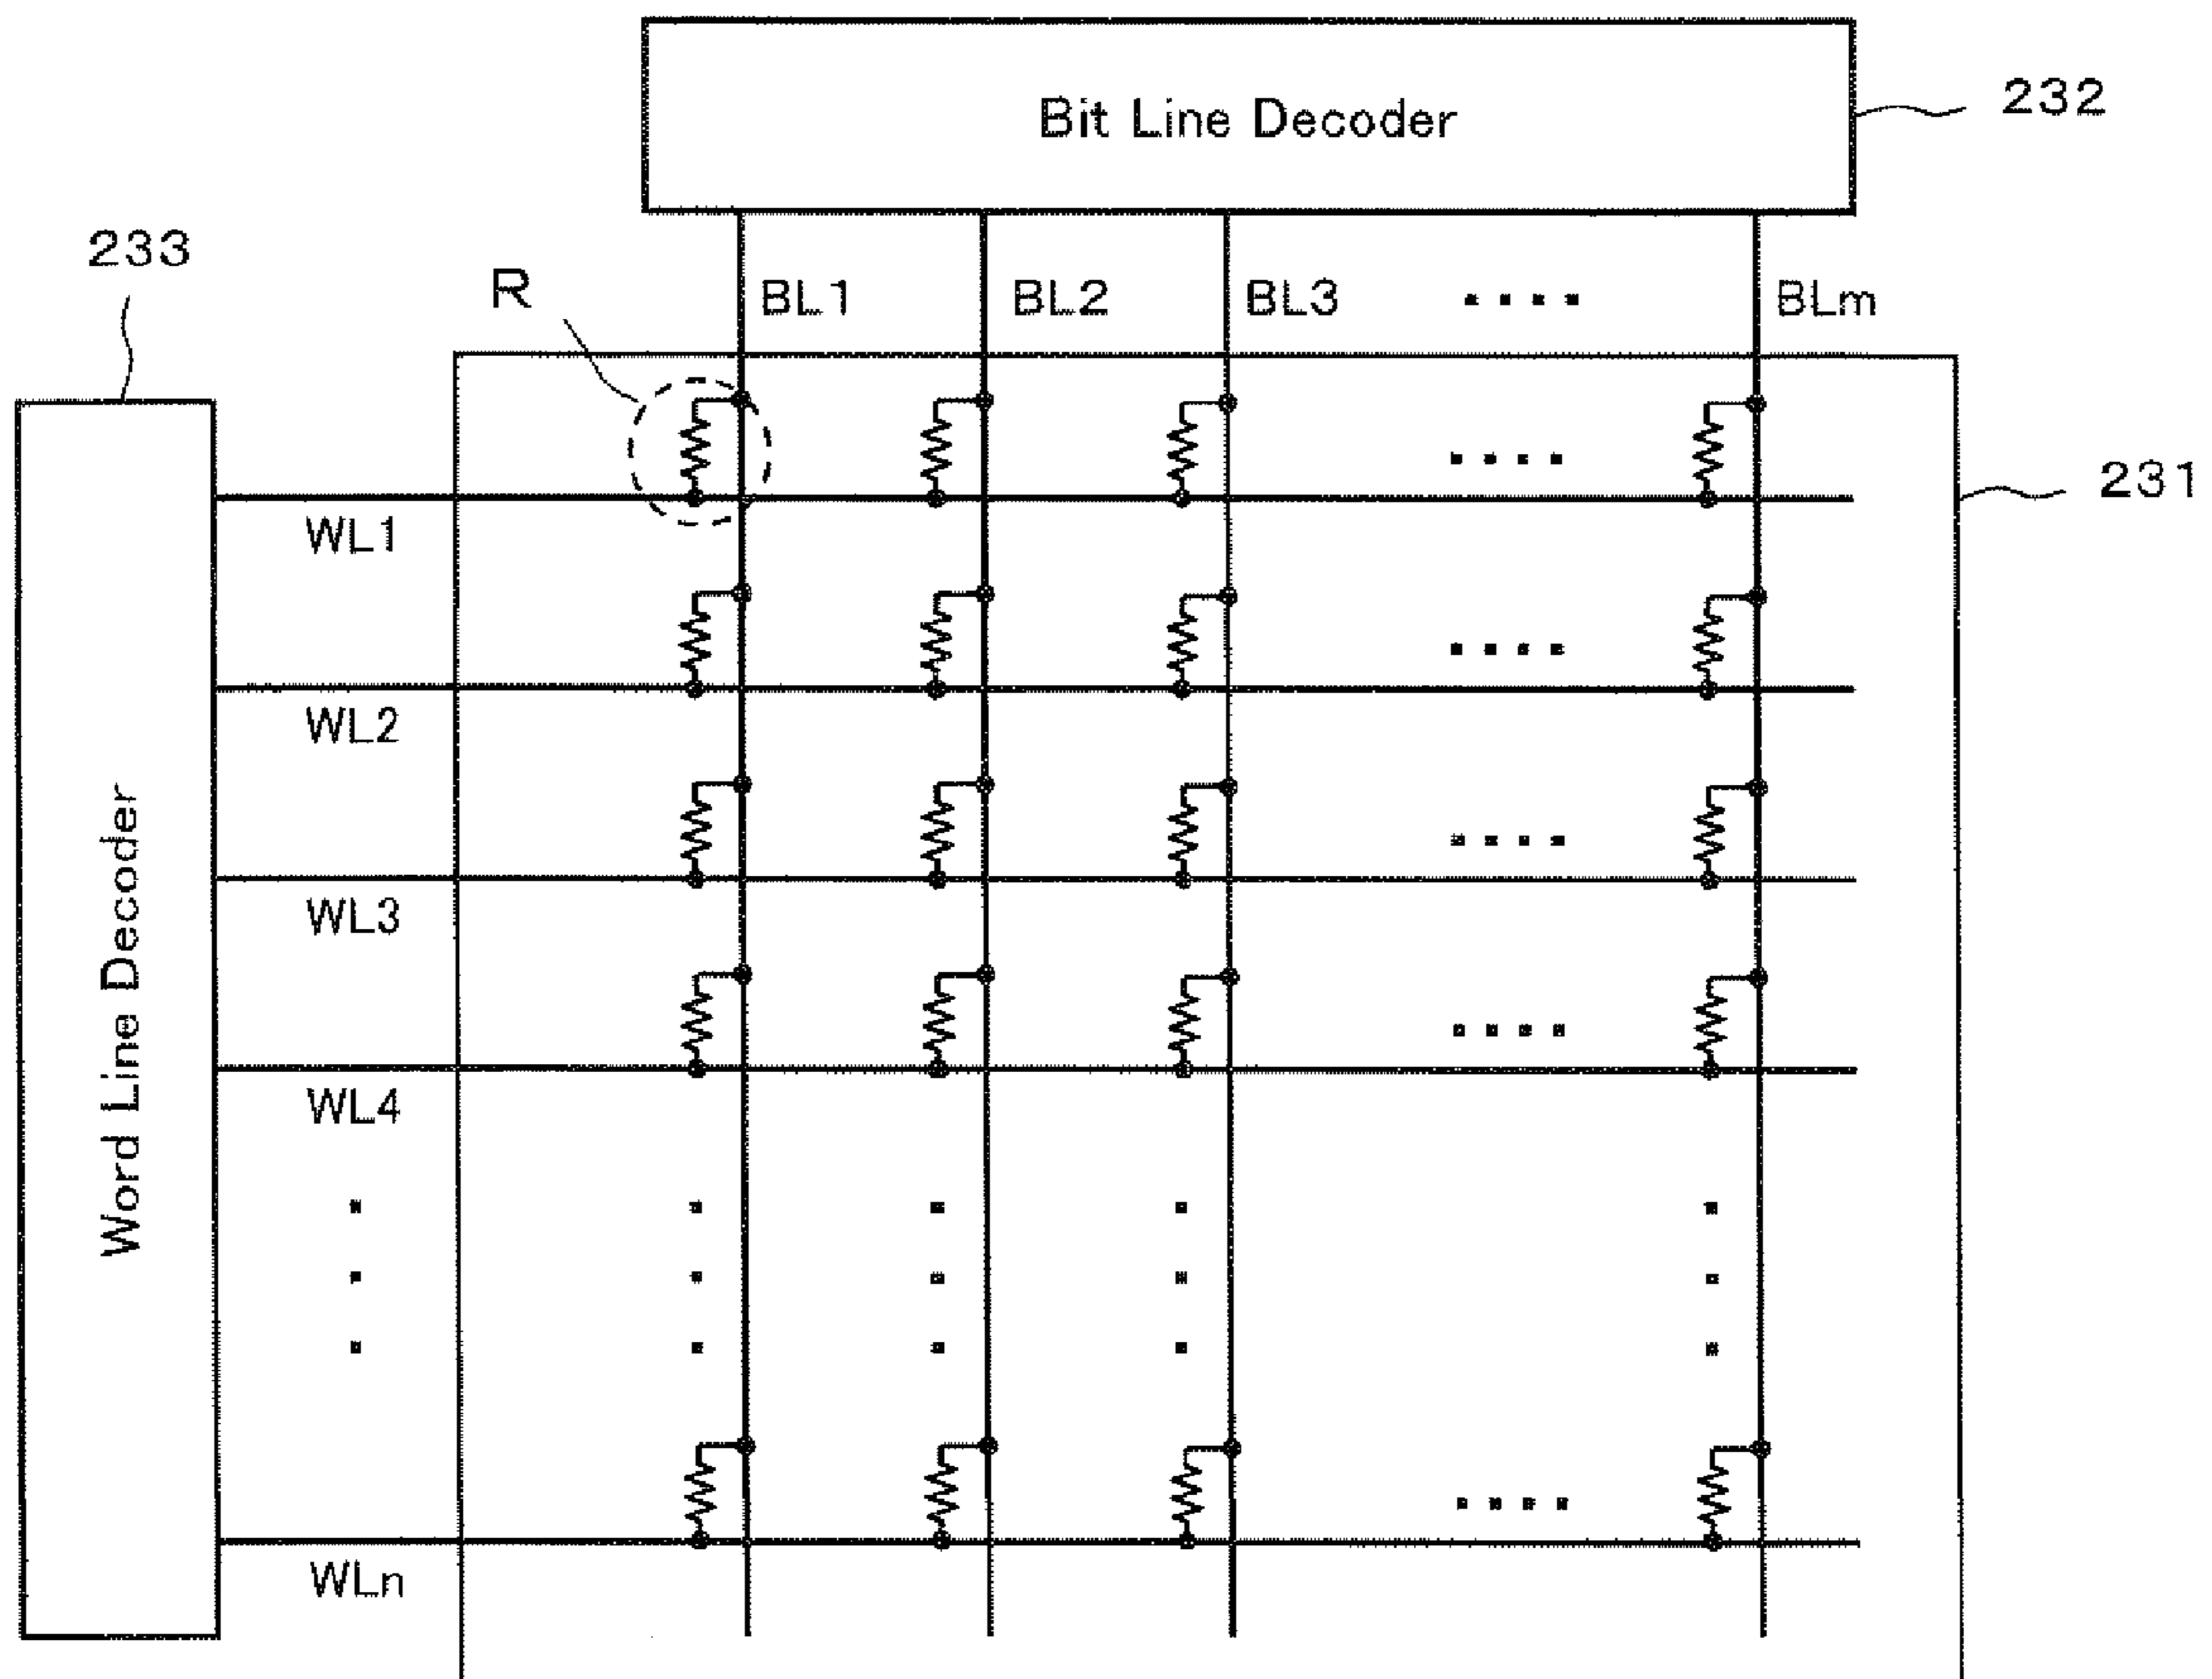 Bit Line Decoder
232
233
R
BL1
BL2
BL3
....
BLm
231
WL1
WL2
WL3
WL4
WLn
Word Line Decoder